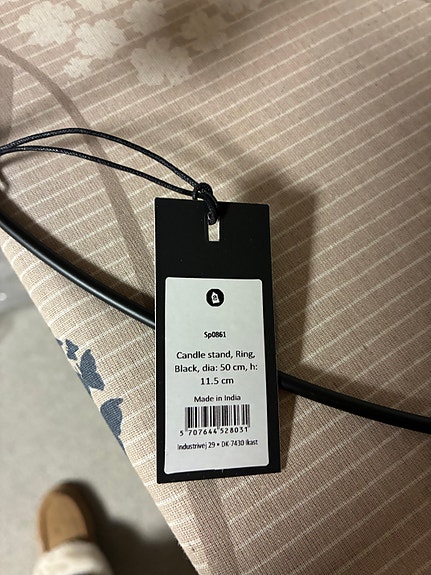 Sp0861
Candle stand, Ring,
Black, dia: 50 cm, h:
11.5 cm
Made in India
5 707644 528031
Industrivej 29 • DK-7430 Ikast